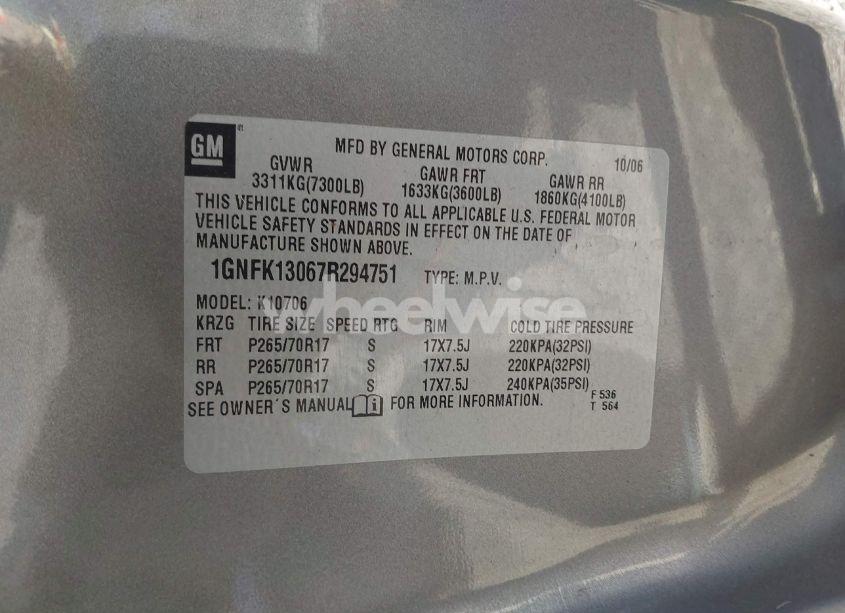 GM
MFD BY GENERAL MOTORS CORP. 10/06
GVWR GAWR FRT GAWR RR
3311KG(7300LB) 1633KG(3600LB) 1860KG(4100LB)
THIS VEHICLE CONFORMS TO ALL APPLICABLE U.S. FEDERAL MOTOR
VEHICLE SAFETY STANDARDS IN EFFECT ON THE DATE OF
MANUFACTURE SHOWN ABOVE.
1GNFK13067R294751 TYPE: M.P.V.
wheelwise
MODEL: K10706
KRZG TIRE SIZE SPEED RTG RIM COLD TIRE PRESSURE
FRT P265/70R17 S 17X7.5J 220KPA(32PSI)
RR P265/70R17 S 17X7.5J 220KPA(32PSI)
SPA P265/70R17 S 17X7.5J 240KPA(35PSI)
SEE OWNER´S MANUAL i FOR MORE INFORMATION.
F 536
T 564